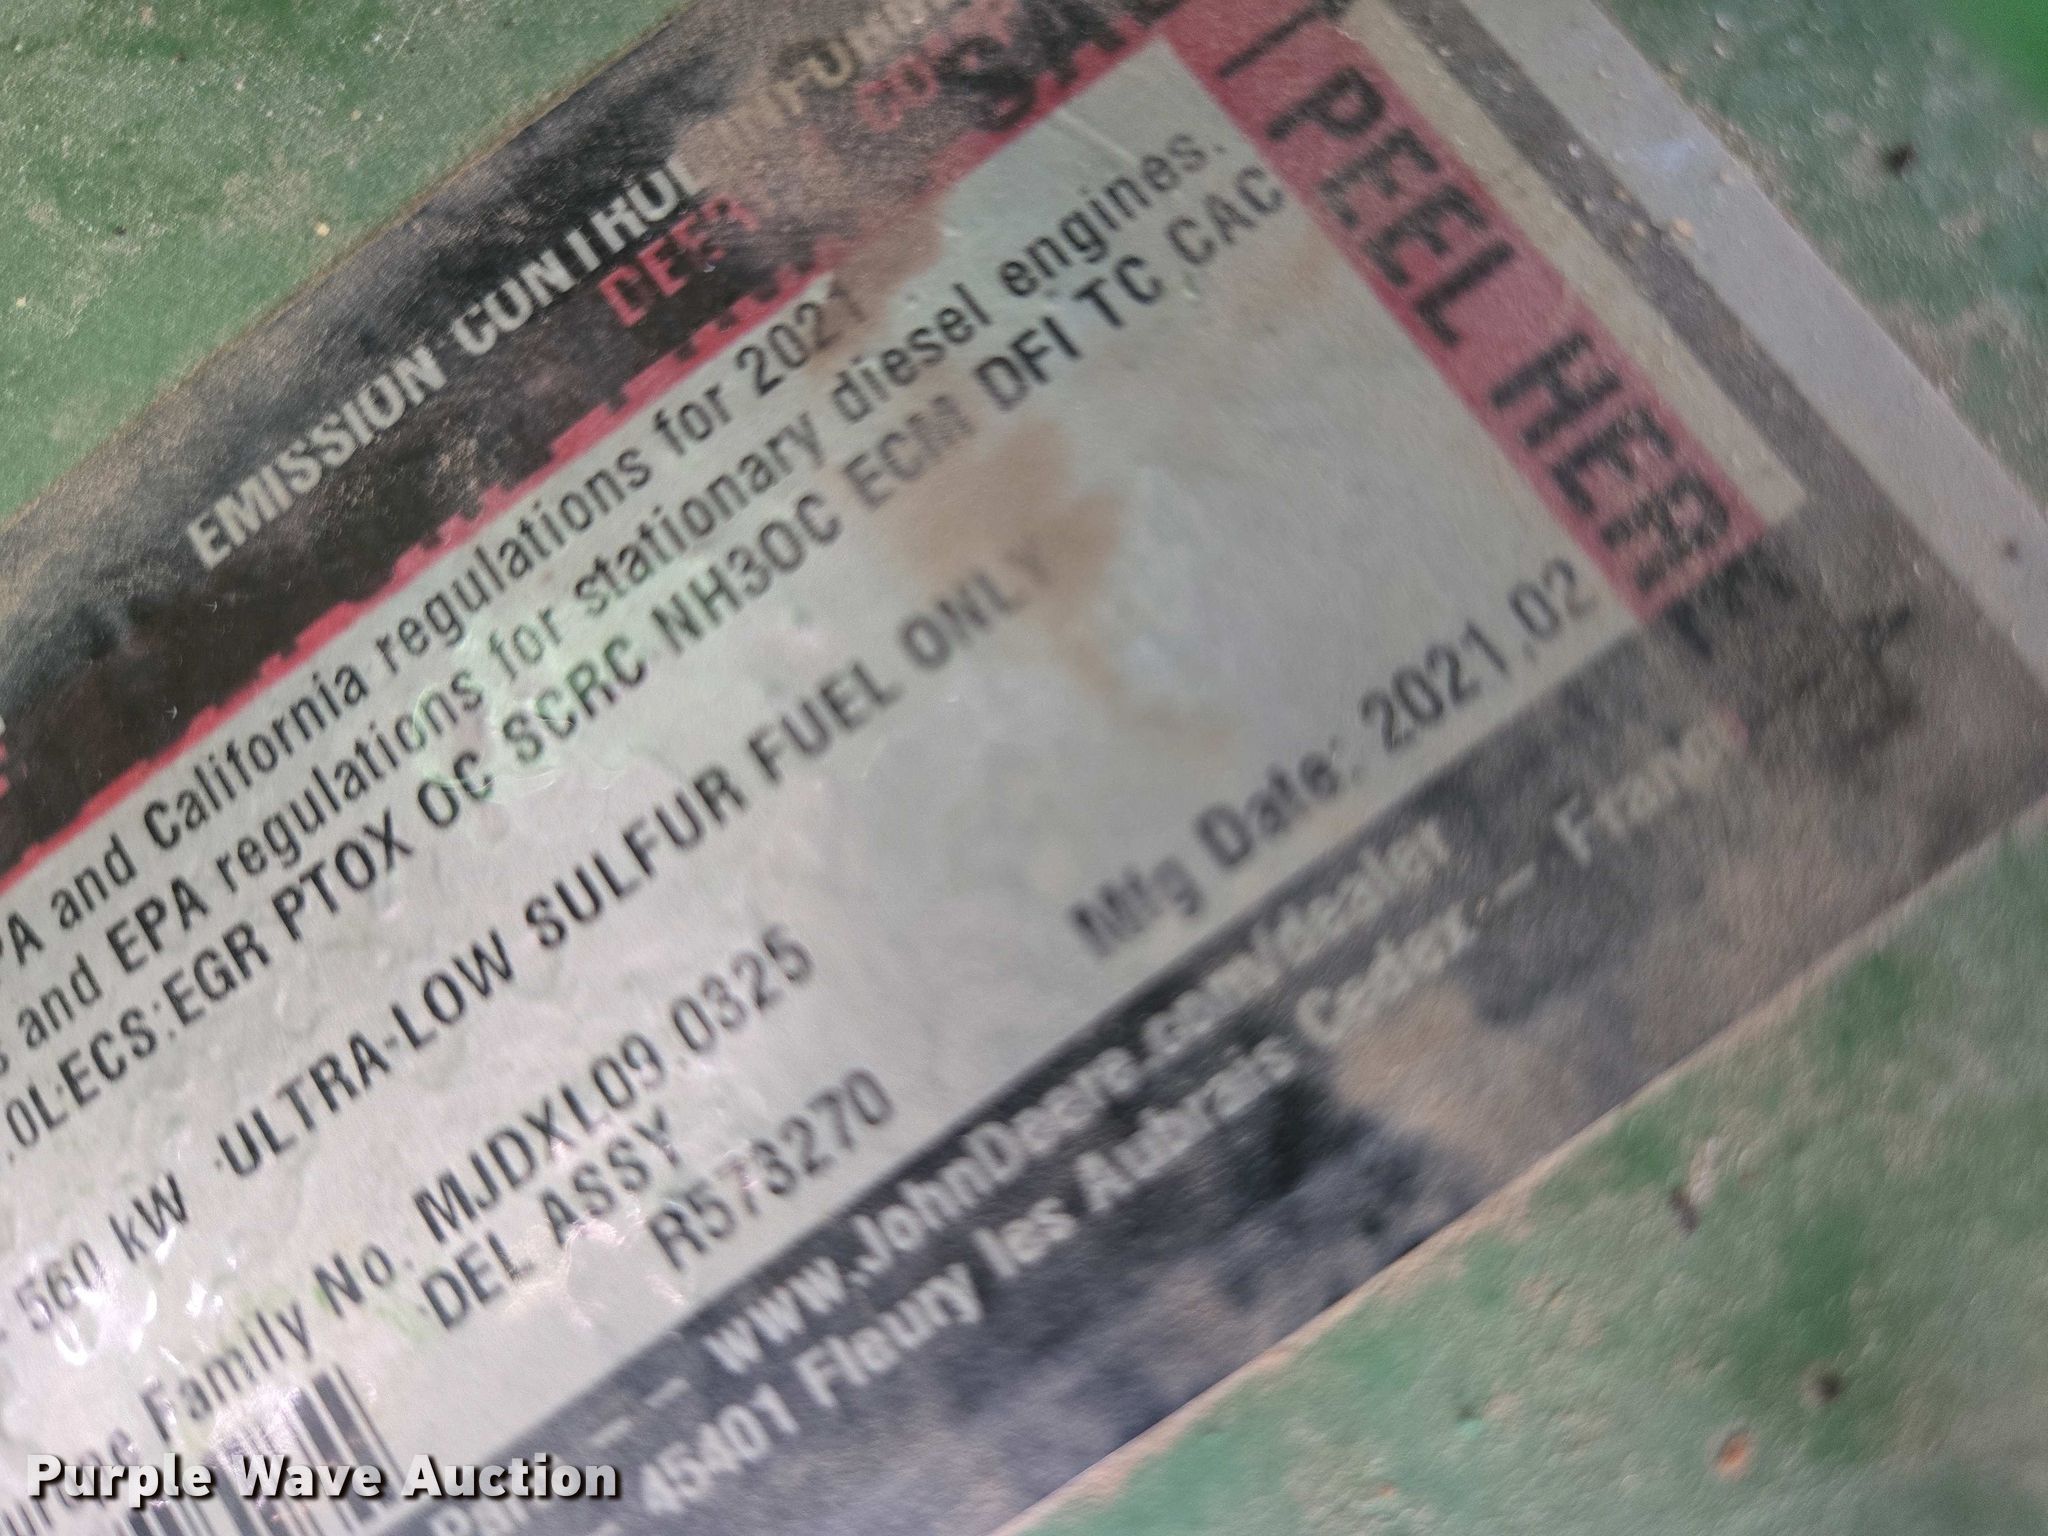 EMISSION CONTROL
DEER
PEEL HERE
PA and California regulations for 2021
and EPA regulations for stationary diesel engines.
.0L ECS:EGR PTOX OC SCRC NH3OC ECM DFI TC CAC
560 kW ULTRA-LOW SULFUR FUEL ONLY
Family No. MJDXL09.0325
DEL ASSY
R573270
Mfg Date: 2021.02
www.JohnDeere.com/dealer
45401 Fleury les Aubrais Cedex - France
Purple Wave Auction